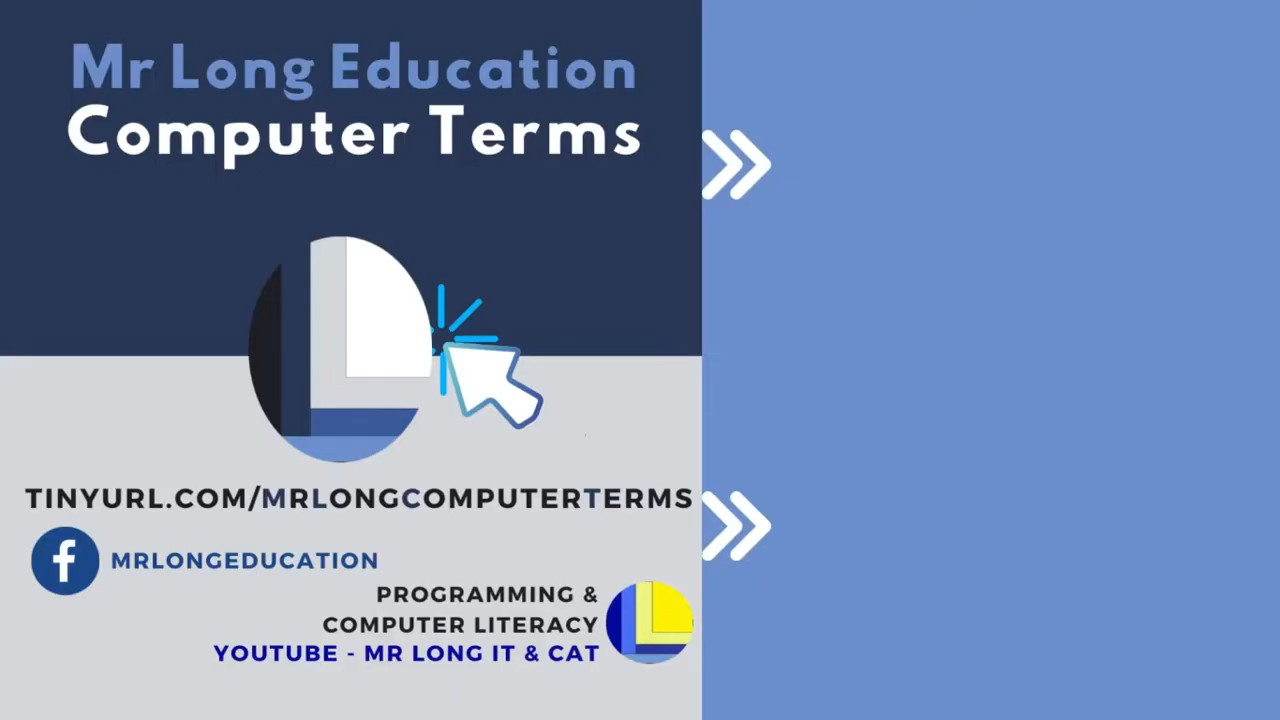 Mr Long Education
Computer Terms
TINYURL.COM/MRLONGCOMPUTERTERMS
MRLONGEDUCATION
PROGRAMMING &
COMPUTER LITERACY
YOUTUBE - MR LONG IT & CAT